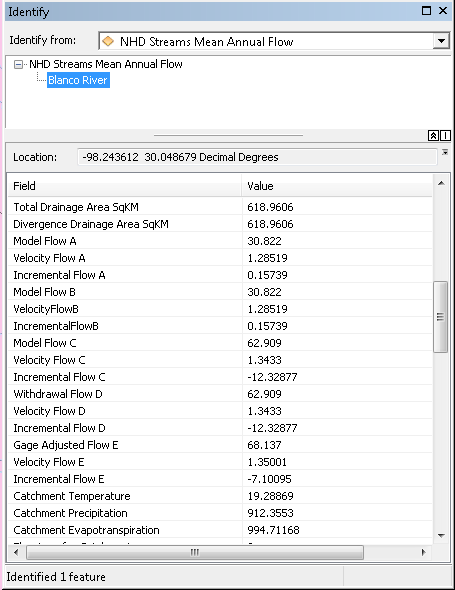 Identify
Identify from: NHD Streams Mean Annual Flow
NHD Streams Mean Annual Flow
Blanco River
Location: -98.243612 30.048679 Decimal Degrees
Field Value
Total Drainage Area SqKM 618.9606
Divergence Drainage Area SqKM 618.9606
Model Flow A 30.822
Velocity Flow A 1.28519
Incremental Flow A 0.15739
Model Flow B 30.822
VelocityFlowB 1.28519
IncrementalFlowB 0.15739
Model Flow C 62.909
Velocity Flow C 1.3433
Incremental Flow C -12.32877
Withdrawal Flow D 62.909
Velocity Flow D 1.3433
Incremental Flow D -12.32877
Gage Adjusted Flow E 68.137
Velocity Flow E 1.35001
Incremental Flow E -7.10095
Catchment Temperature 19.28869
Catchment Precipitation 912.3553
Catchment Evapotranspiration 994.71168
Identified 1 feature